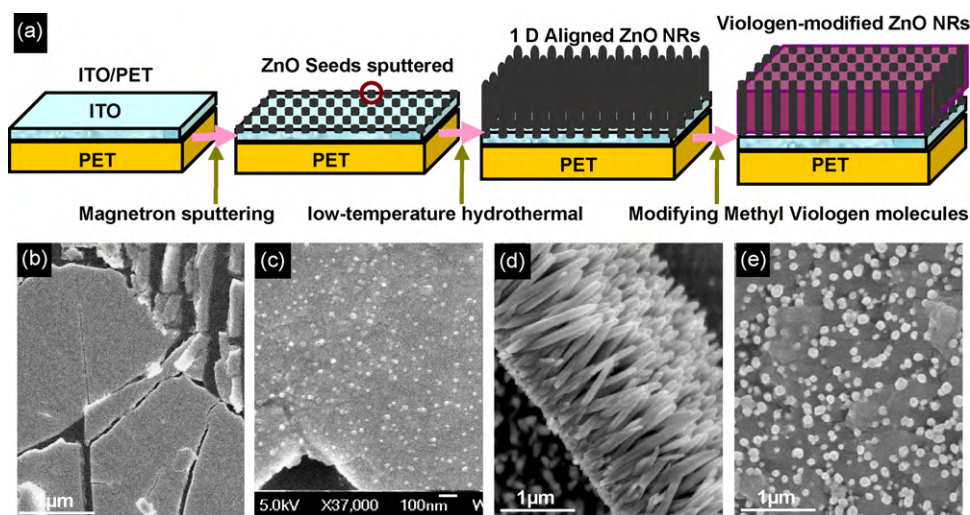 (a)
ITO/PET
ZnO Seeds sputtered
1 D Aligned ZnO NRs
Viologen-modified ZnO NRs
ITO
PET
PET
PET
PET
Magnetron sputtering
low-temperature hydrothermal
Modifying Methyl Viologen molecules
(b)
(c)
(d)
(e)
1μm
5.0kV X37,000 100nm W
1μm
1μm